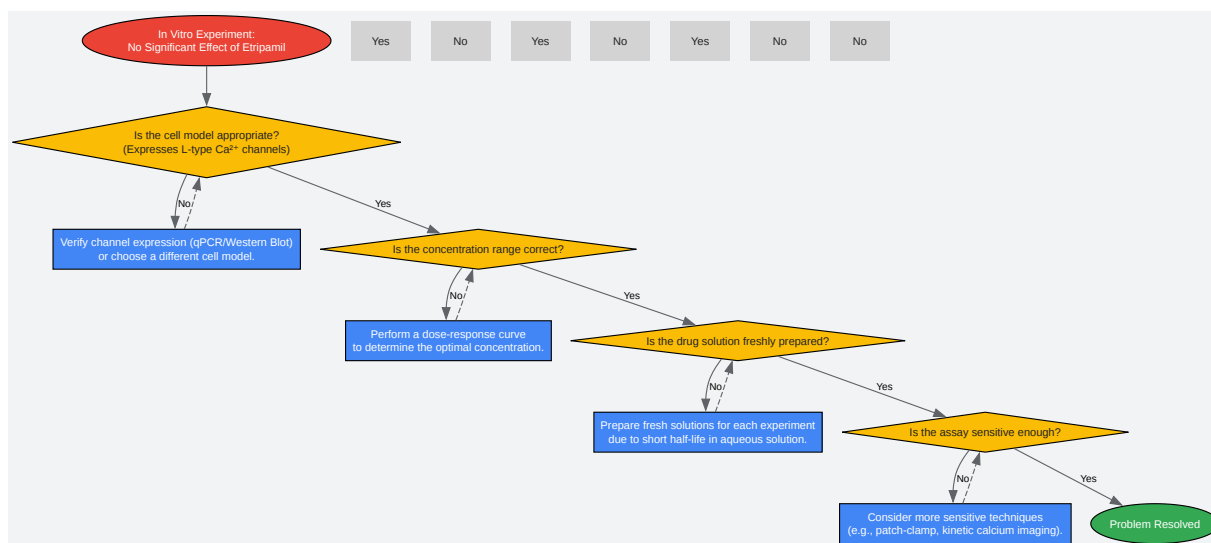 In Vitro Experiment:
No Significant Effect of Etripamil
Yes
No
Yes
No
Yes
No
No
Is the cell model appropriate?
(Expresses L-type Ca²⁺ channels)
No
Yes
Verify channel expression (qPCR/Western Blot)
or choose a different cell model.
Is the concentration range correct?
No
Yes
Perform a dose-response curve
to determine the optimal concentration.
Is the drug solution freshly prepared?
No
Yes
Prepare fresh solutions for each experiment
due to short half-life in aqueous solution.
Is the assay sensitive enough?
No
Yes
Consider more sensitive techniques
(e.g., patch-clamp, kinetic calcium imaging).
Problem Resolved